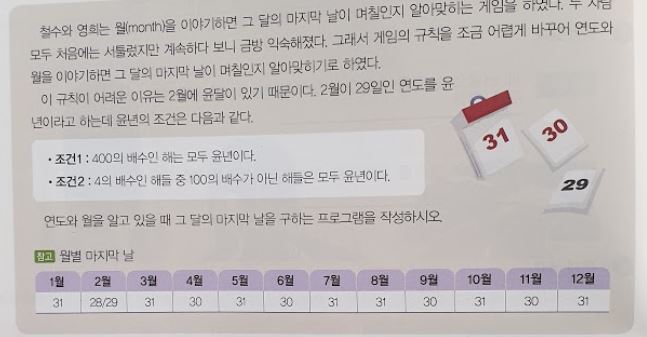 철수와 영희는 월(month)을 이야기하면 그 달의 마지막 날이 며칠인지 알아맞히는 게임을 하였다. 두 사람
모두 처음에는 서툴렀지만 계속하다 보니 금방 익숙해졌다. 그래서 게임의 규칙을 조금 어렵게 바꾸어 연도와
월을 이야기하면 그 달의 마지막 날이 며칠인지 알아맞히기로 하였다.
이 규칙이 어려운 이유는 2월에 윤달이 있기 때문이다. 2월이 29일인 연도를 윤
년이라고 하는데 윤년의 조건은 다음과 같다.
• 조건1 : 400의 배수인 해는 모두 윤년이다.
• 조건2 : 4의 배수인 해들 중 100의 배수가 아닌 해들은 모두 윤년이다.
31
30
29
연도와 월을 알고 있을 때 그 달의 마지막 날을 구하는 프로그램을 작성하시오.
참고 월별 마지막 날
1월 2월 3월 4월 5월 6월 7월 8월 9월 10월 11월 12월
31 28/29 31 30 31 30 31 31 30 31 30 31